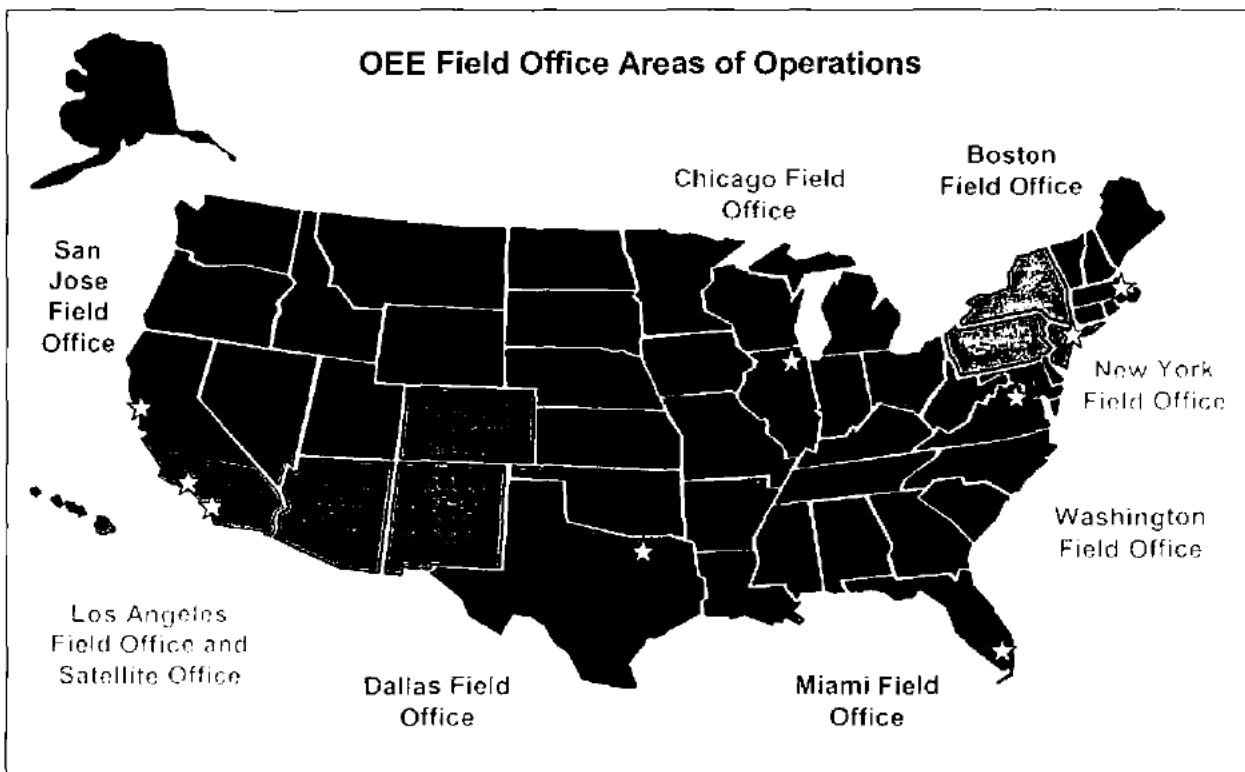 OEE Field Office Areas of Operations
Boston
Field Office
Chicago Field
Office
San
Jose
Field
Office
New York
Field Office
Washington
Field Office
Los Angeles
Field Office and
Satellite Office
Dallas Field
Office
Miami Field
Office